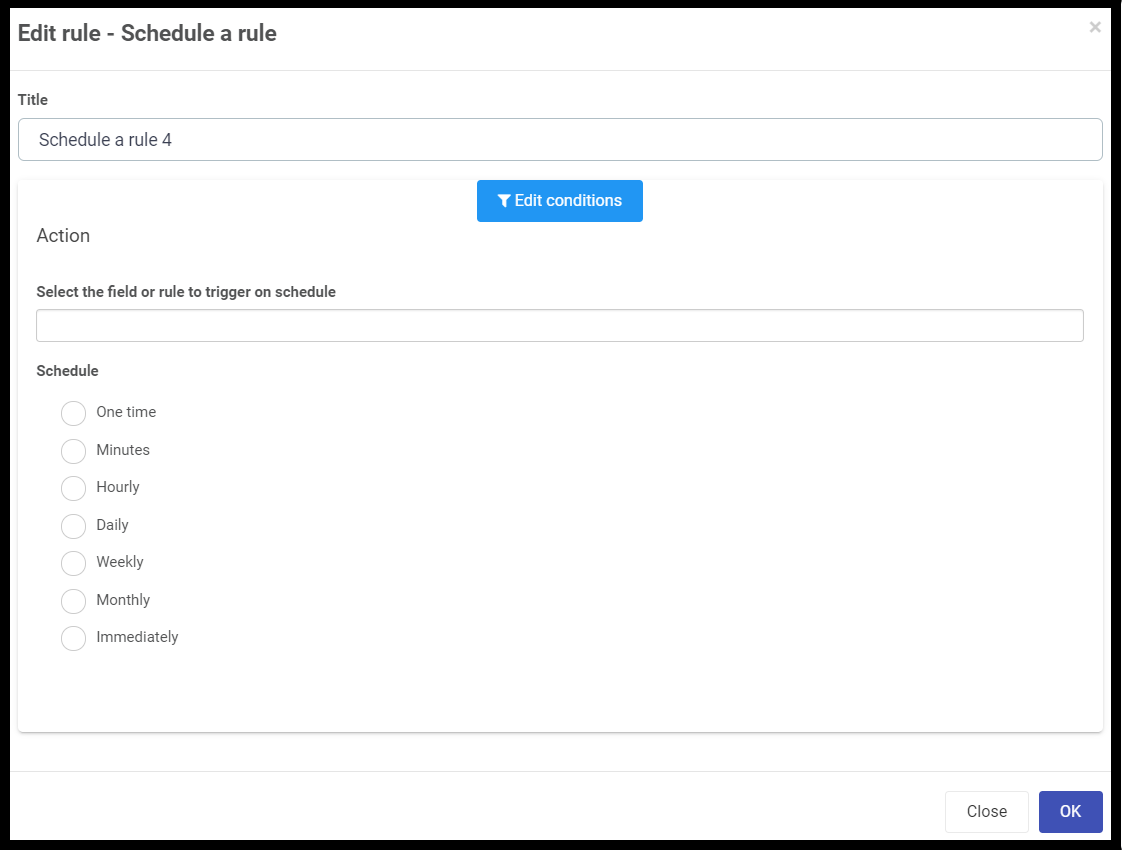 Edit rule - Schedule a rule
×
Title
Schedule a rule 4
Edit conditions
Action
Select the field or rule to trigger on schedule
Schedule
One time
Minutes
Hourly
Daily
Weekly
Monthly
Immediately
Close
OK